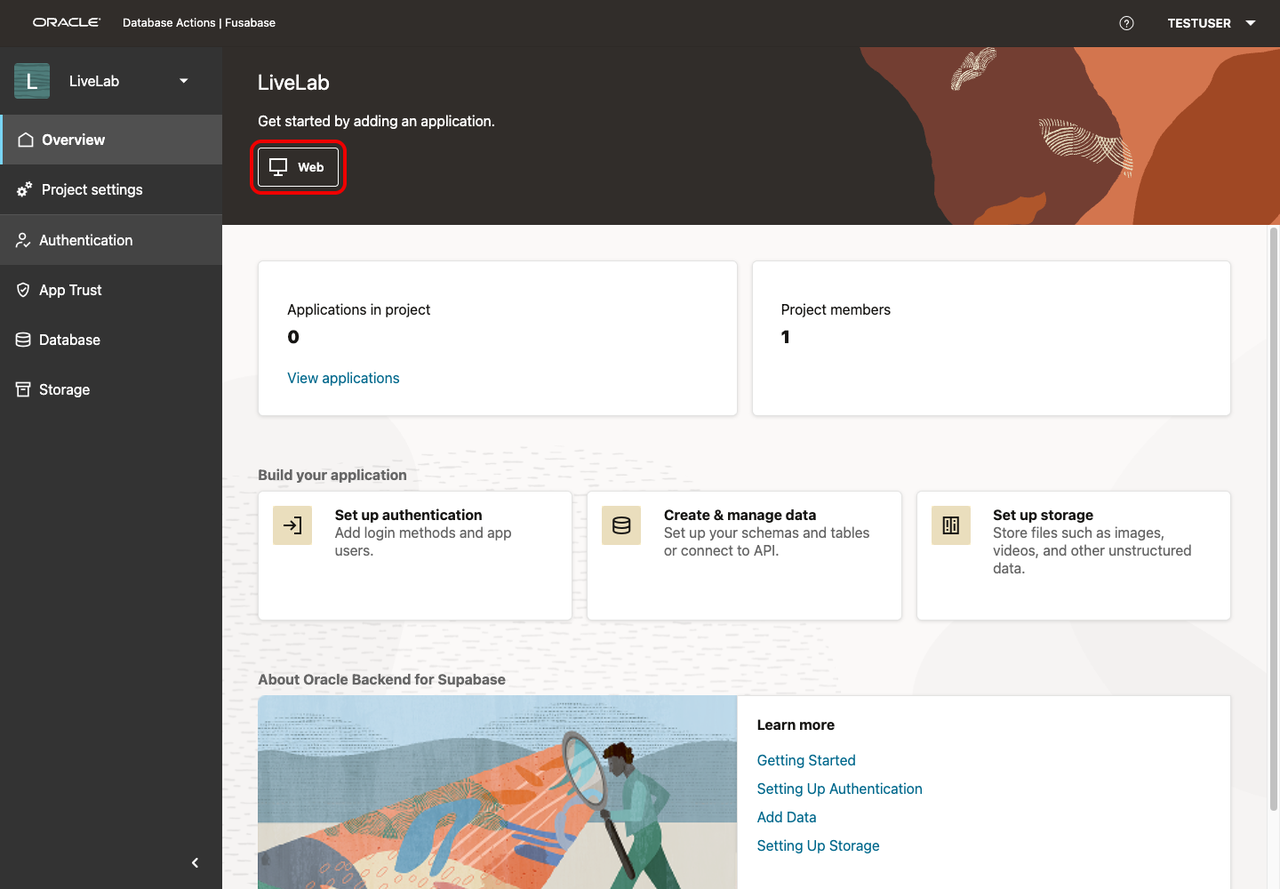 ORACLE Database Actions | Fusabase
TESTUSER
L LiveLab
Overview
Project settings
Authentication
App Trust
Database
Storage
LiveLab
Get started by adding an application.
Web
Applications in project
0
View applications
Project members
1
Build your application
Set up authentication
Add login methods and app
users.
Create & manage data
Set up your schemas and tables
or connect to API.
Set up storage
Store files such as images,
videos, and other unstructured
data.
About Oracle Backend for Supabase
Learn more
Getting Started
Setting Up Authentication
Add Data
Setting Up Storage